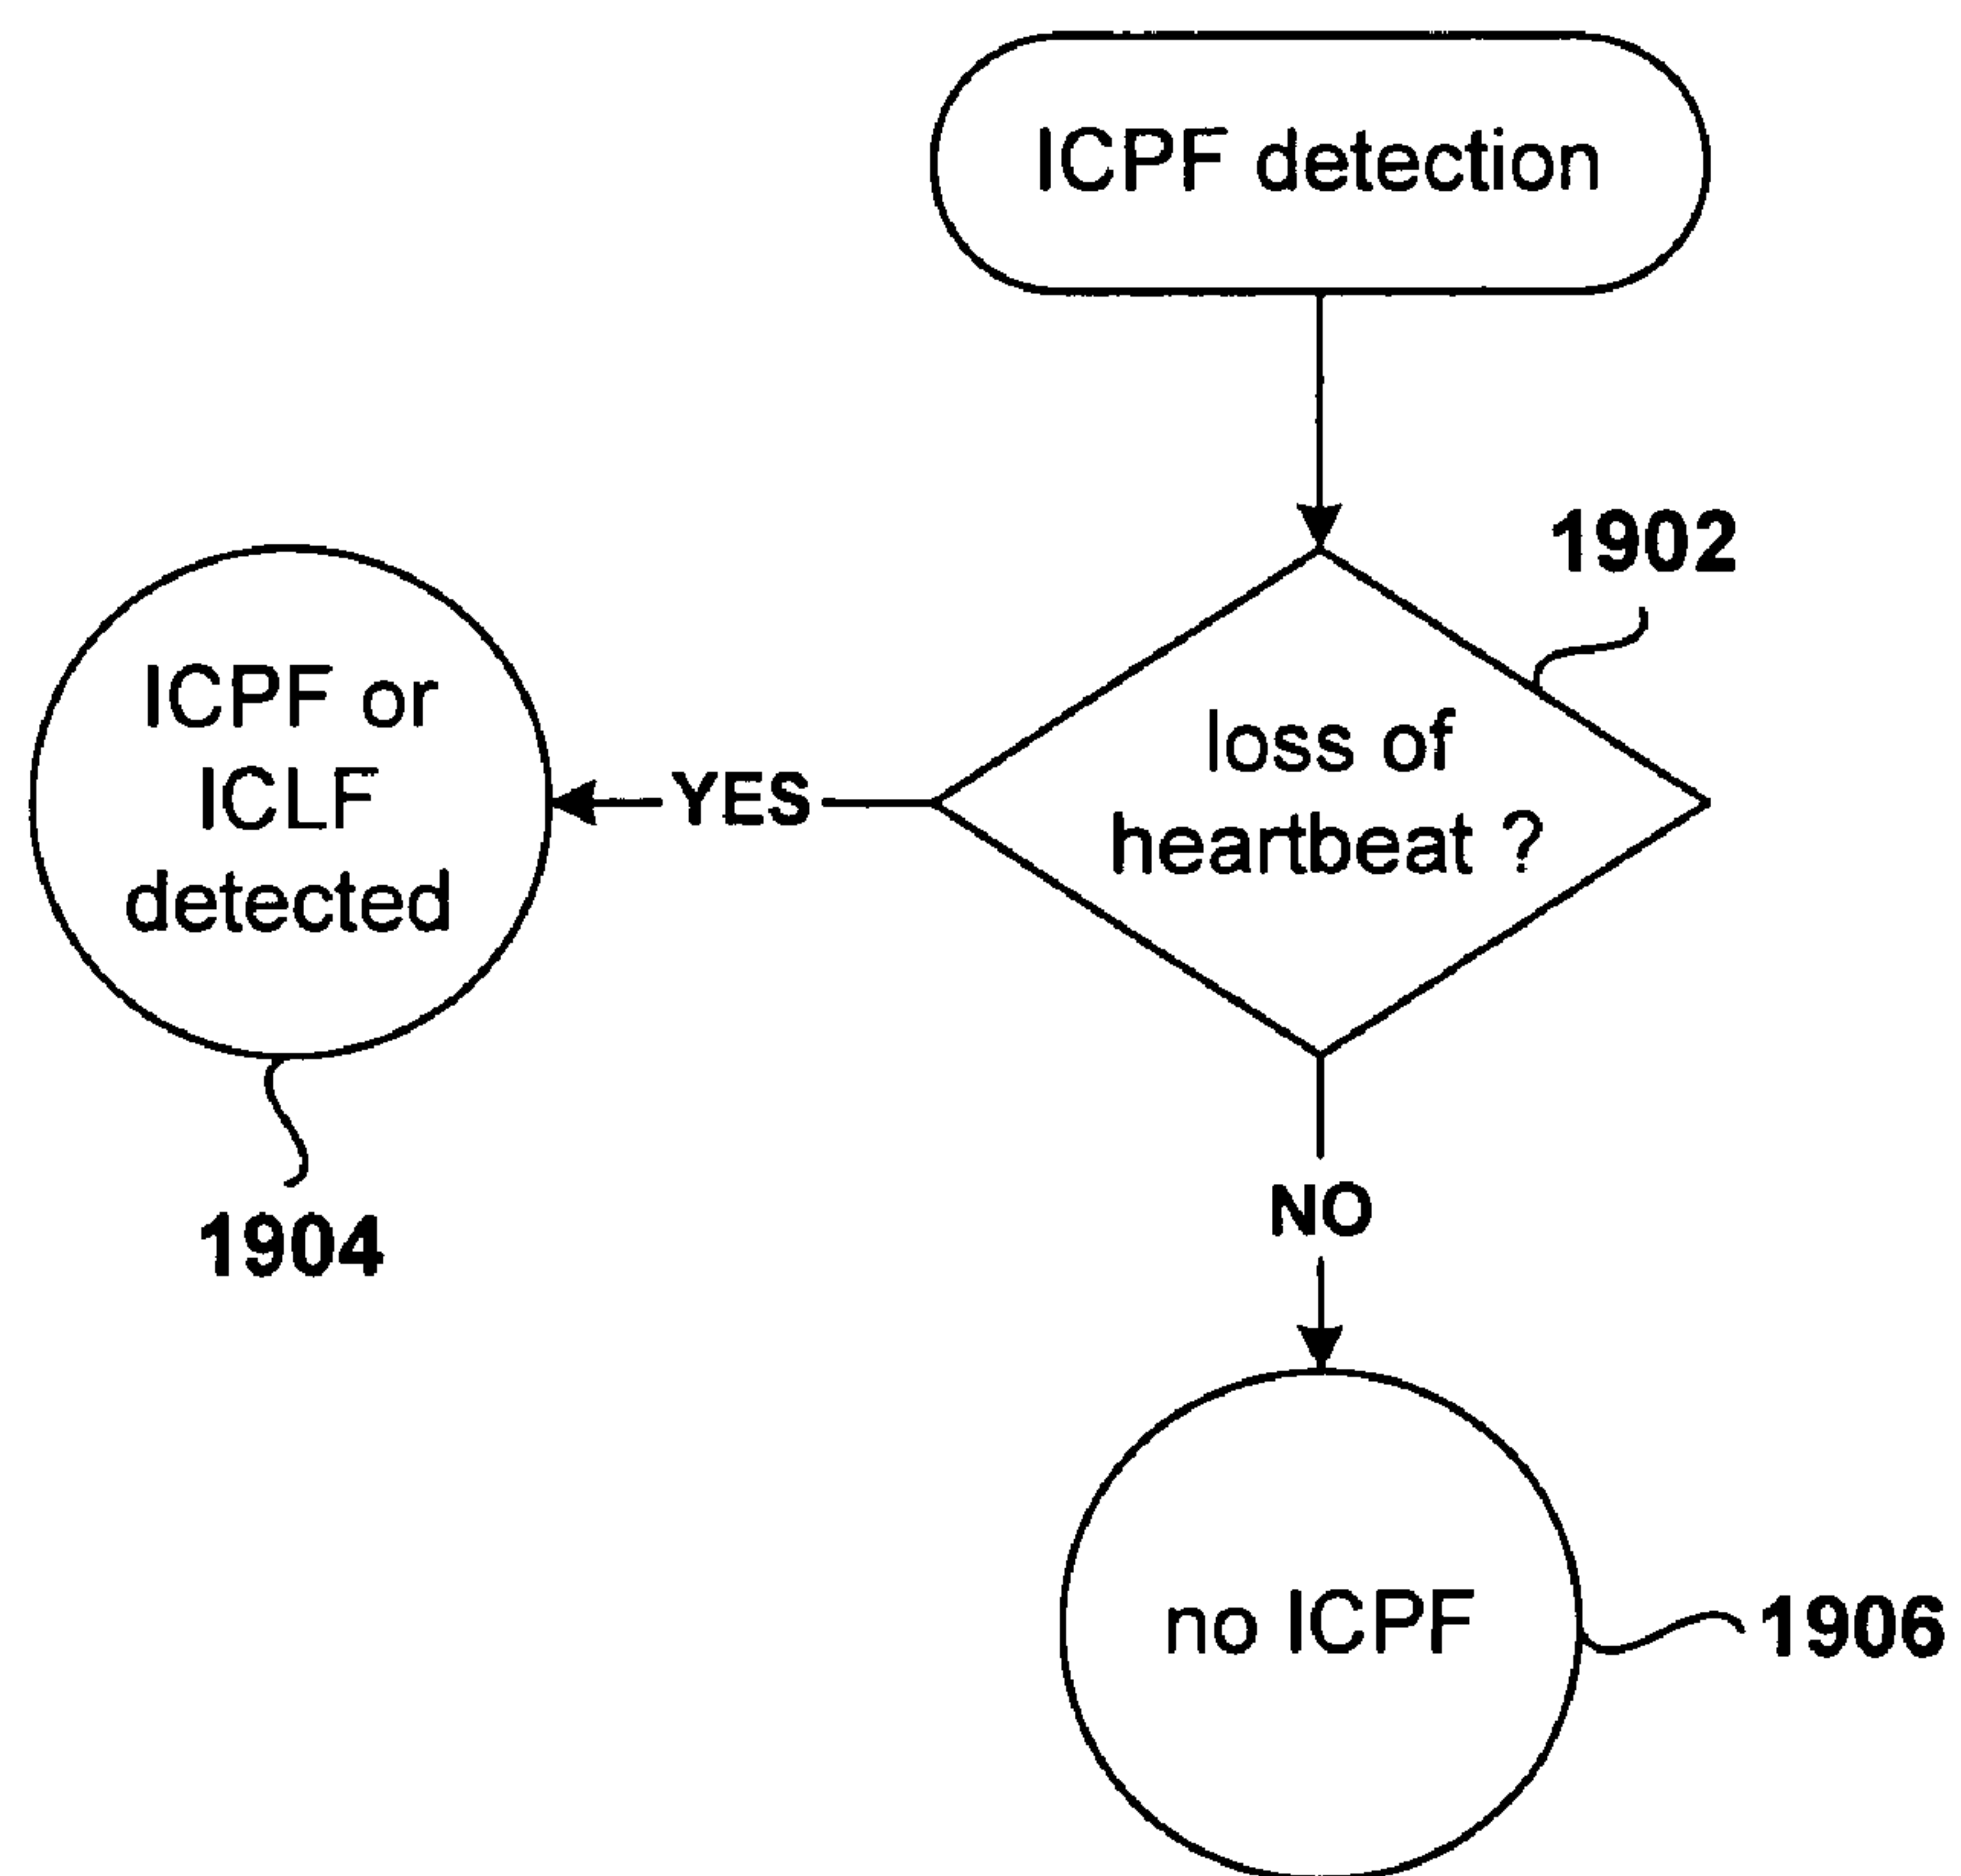 ICPF detection
1902
loss of
heartbeat ?
YES
ICPF or
ICLF
detected
1904
NO
no ICPF
1906